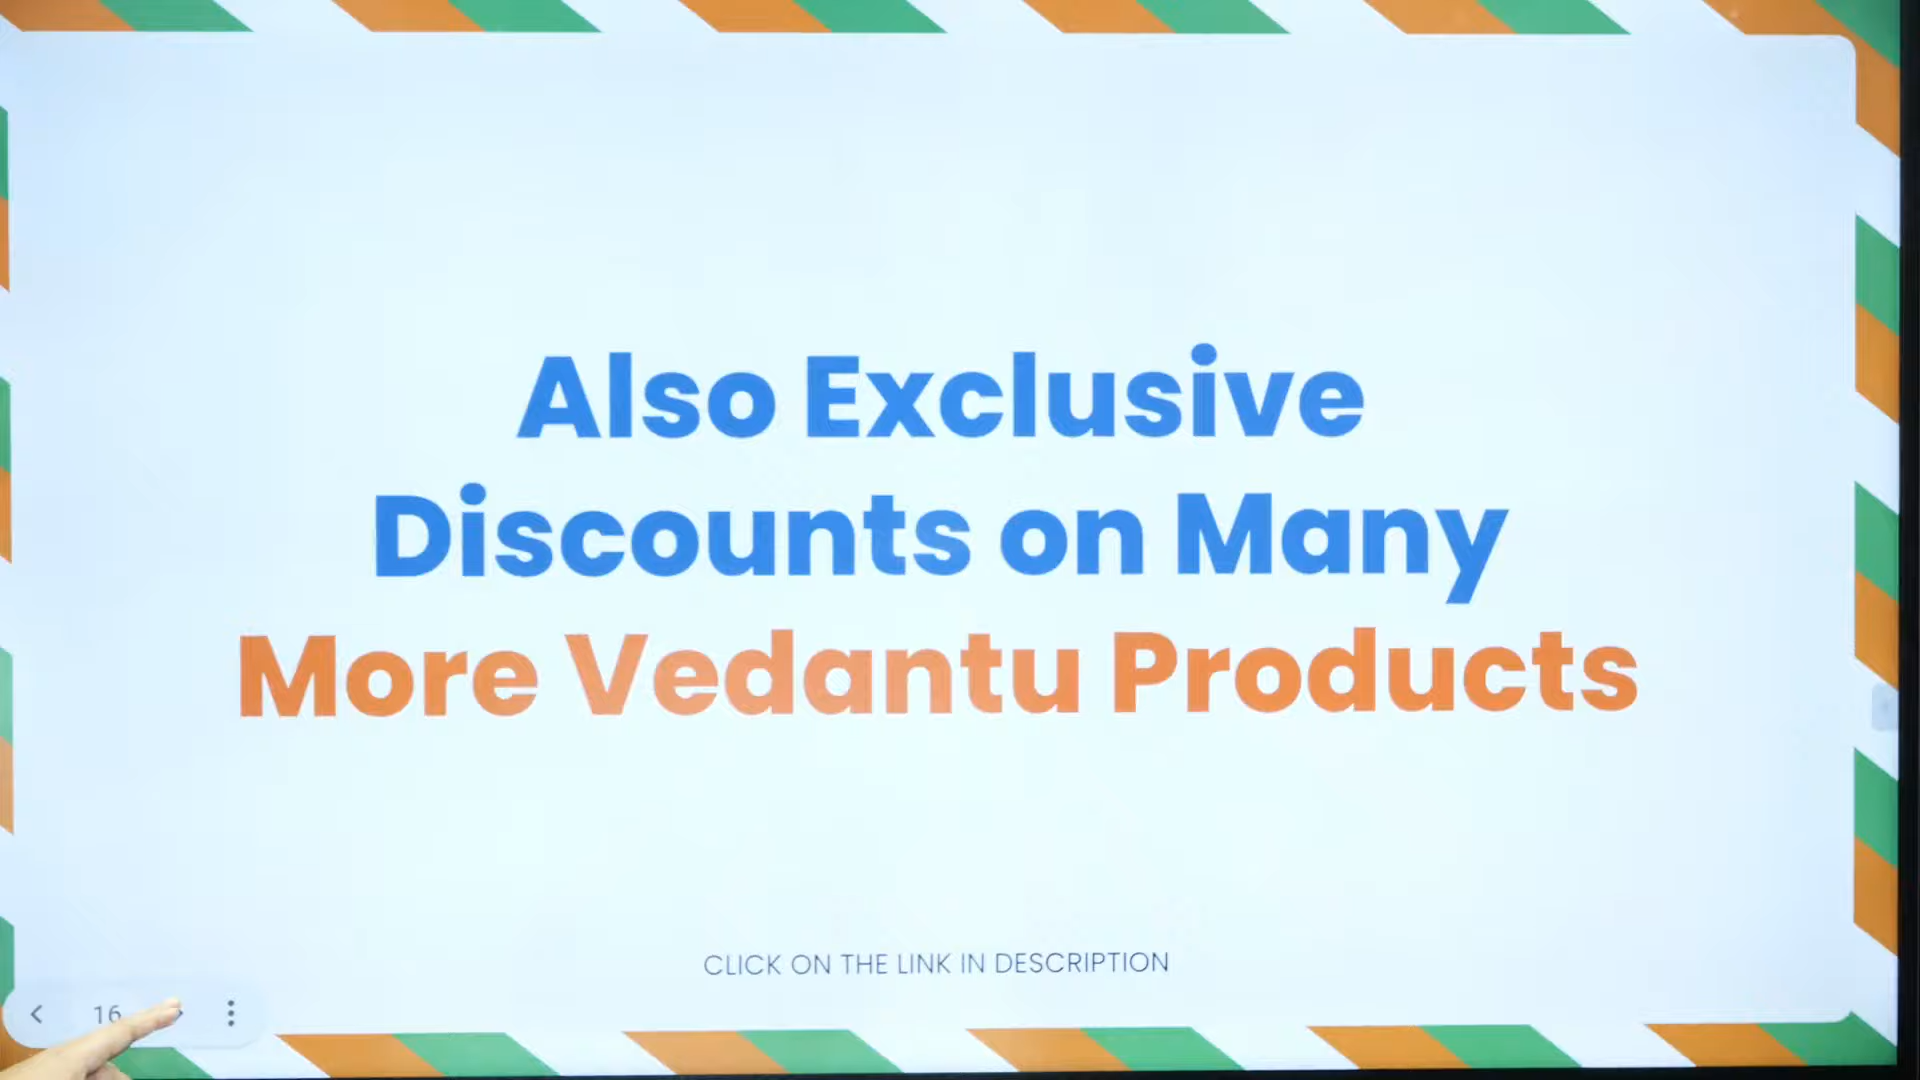 Also Exclusive
Discounts on Many
More Vedantu Products
CLICK ON THE LINK IN DESCRIPTION
16